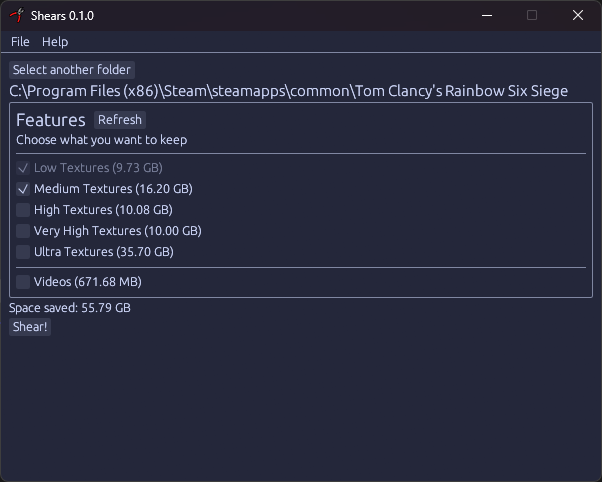 Shears 0.1.0
File Help
Select another folder
C:\Program Files (x86)\Steam\steamapps\common\Tom Clancy's Rainbow Six Siege
Features Refresh
Choose what you want to keep
Low Textures (9.73 GB)
Medium Textures (16.20 GB)
High Textures (10.08 GB)
Very High Textures (10.00 GB)
Ultra Textures (35.70 GB)
Videos (671.68 MB)
Space saved: 55.79 GB
Shear!